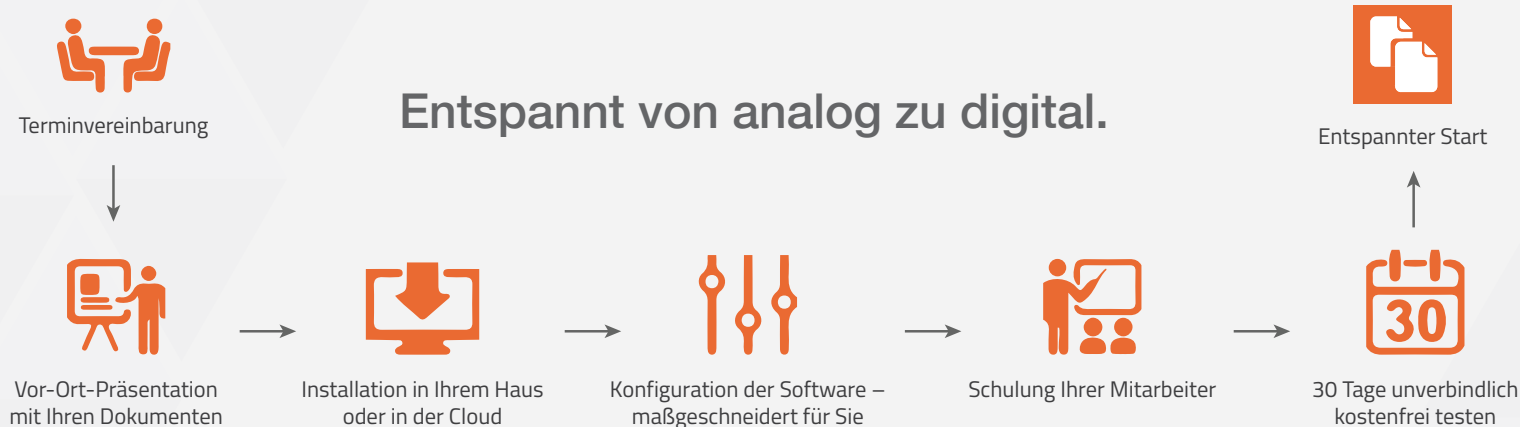 Terminvereinbarung
Entspannt von analog zu digital.
Entspannter Start
Vor-Ort-Präsentation
mit Ihren Dokumenten
Installation in Ihrem Haus
oder in der Cloud
Konfiguration der Software –
maßgeschneidert für Sie
Schulung Ihrer Mitarbeiter
30
30 Tage unverbindlich
kostenfrei testen